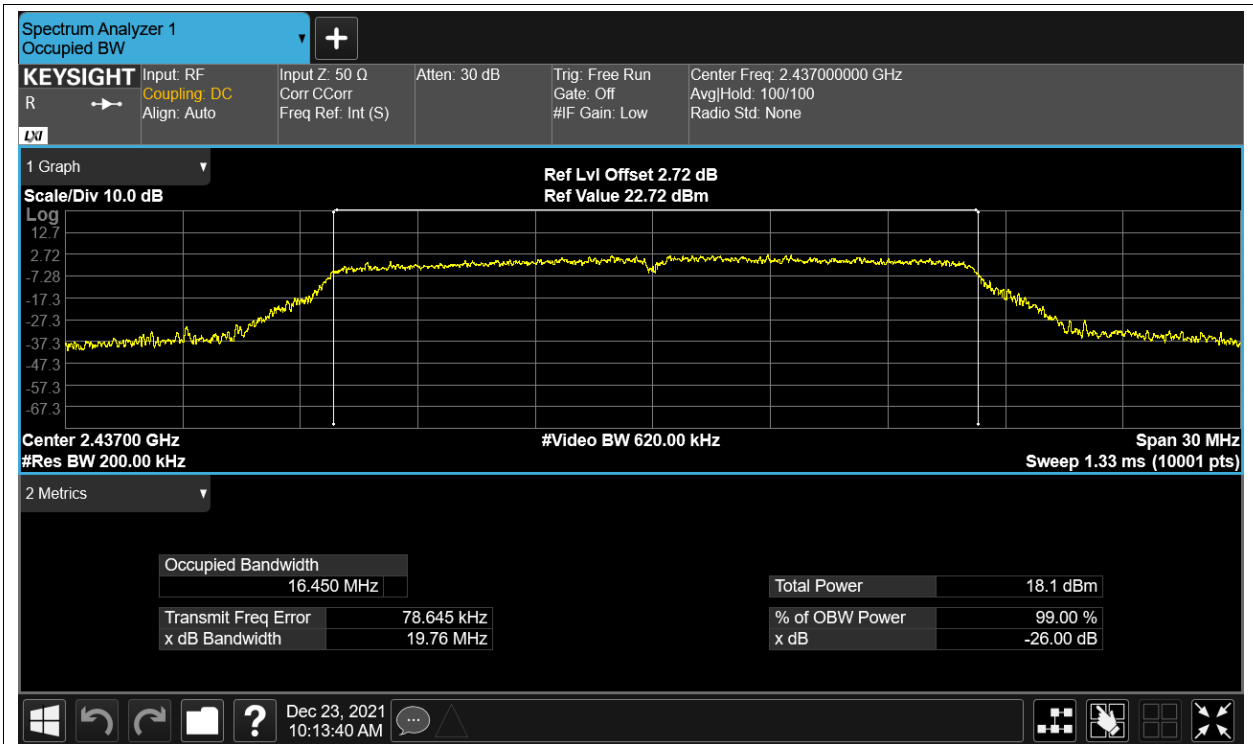 Spectrum Analyzer 1
Occupied BW
KEYSIGHT
R
LXI
Input: RF
Coupling: DC
Align: Auto
Input Z: 50 Ω
Corr CCorr
Freq Ref: Int (S)
Atten: 30 dB
Trig: Free Run
Gate: Off
#IF Gain: Low
Center Freq: 2.437000000 GHz
Avg|Hold: 100/100
Radio Std: None
1 Graph
Scale/Div 10.0 dB
Ref Lvl Offset 2.72 dB
Ref Value 22.72 dBm
Log
12.7
2.72
-7.28
-17.3
-27.3
-37.3
-47.3
-57.3
-67.3
Center 2.43700 GHz
#Video BW 620.00 kHz
Span 30 MHz
#Res BW 200.00 kHz
Sweep 1.33 ms (10001 pts)
2 Metrics
Occupied Bandwidth
16.450 MHz
Total Power 18.1 dBm
Transmit Freq Error 78.645 kHz
% of OBW Power 99.00 %
x dB Bandwidth 19.76 MHz
x dB -26.00 dB
?
Dec 23, 2021
10:13:40 AM